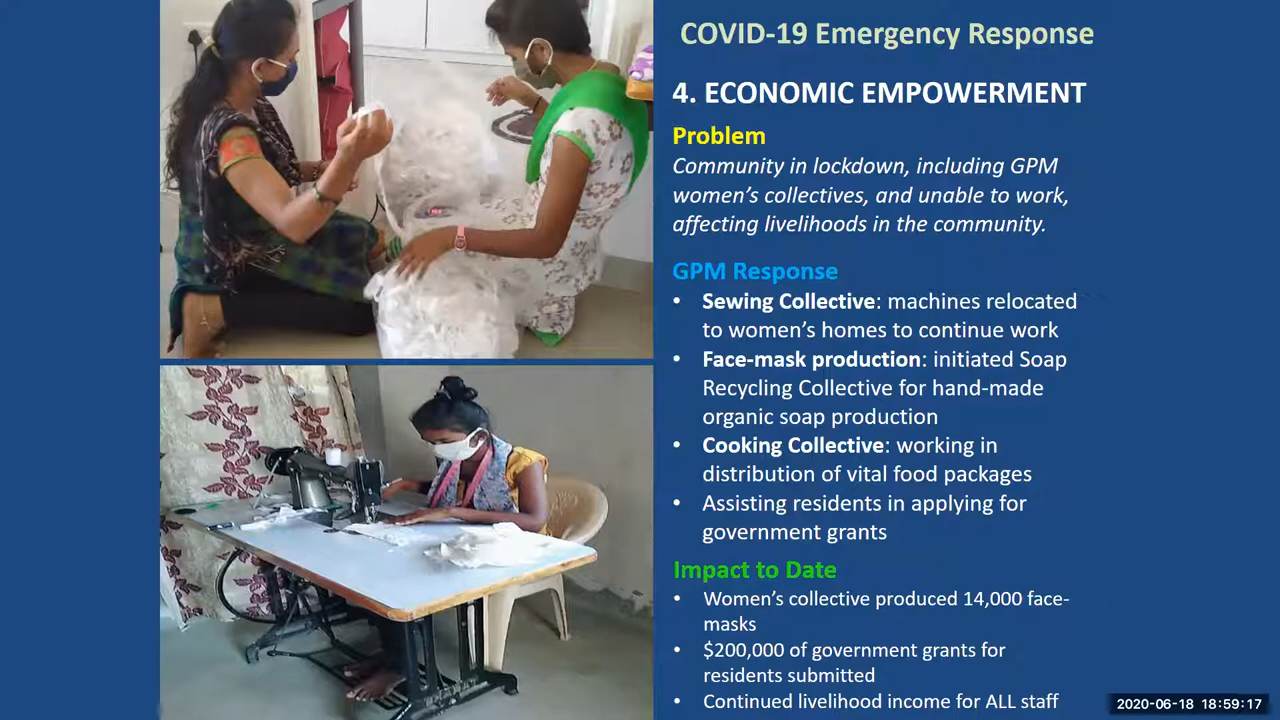 COVID-19 Emergency Response
4. ECONOMIC EMPOWERMENT
Problem
Community in lockdown, including GPM
women's collectives, and unable to work,
affecting livelihoods in the community.
GPM Response
• Sewing Collective: machines relocated
to women's homes to continue work
• Face-mask production: initiated Soap
Recycling Collective for hand-made
organic soap production
• Cooking Collective: working in
distribution of vital food packages
• Assisting residents in applying for
government grants
Impact to Date
• Women's collective produced 14,000 face-
masks
• $200,000 of government grants for
residents submitted
• Continued livelihood income for ALL staff
2020-06-18 18:59:17